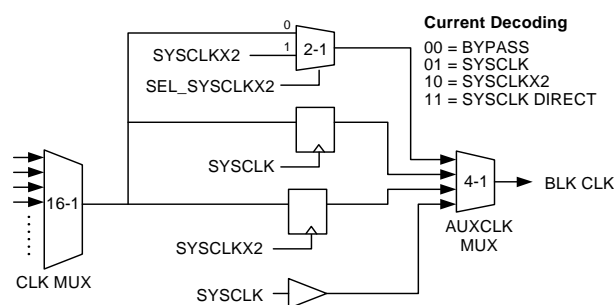 Current Decoding
00 = BYPASS
01 = SYSCLK
10 = SYSCLKX2
11 = SYSCLK DIRECT
0
SYSCLKX2
1
2-1
SEL_SYSCLKX2
SYSCLK
16-1
4-1
BLK CLK
AUXCLK
MUX
SYSCLKX2
CLK MUX
SYSCLK